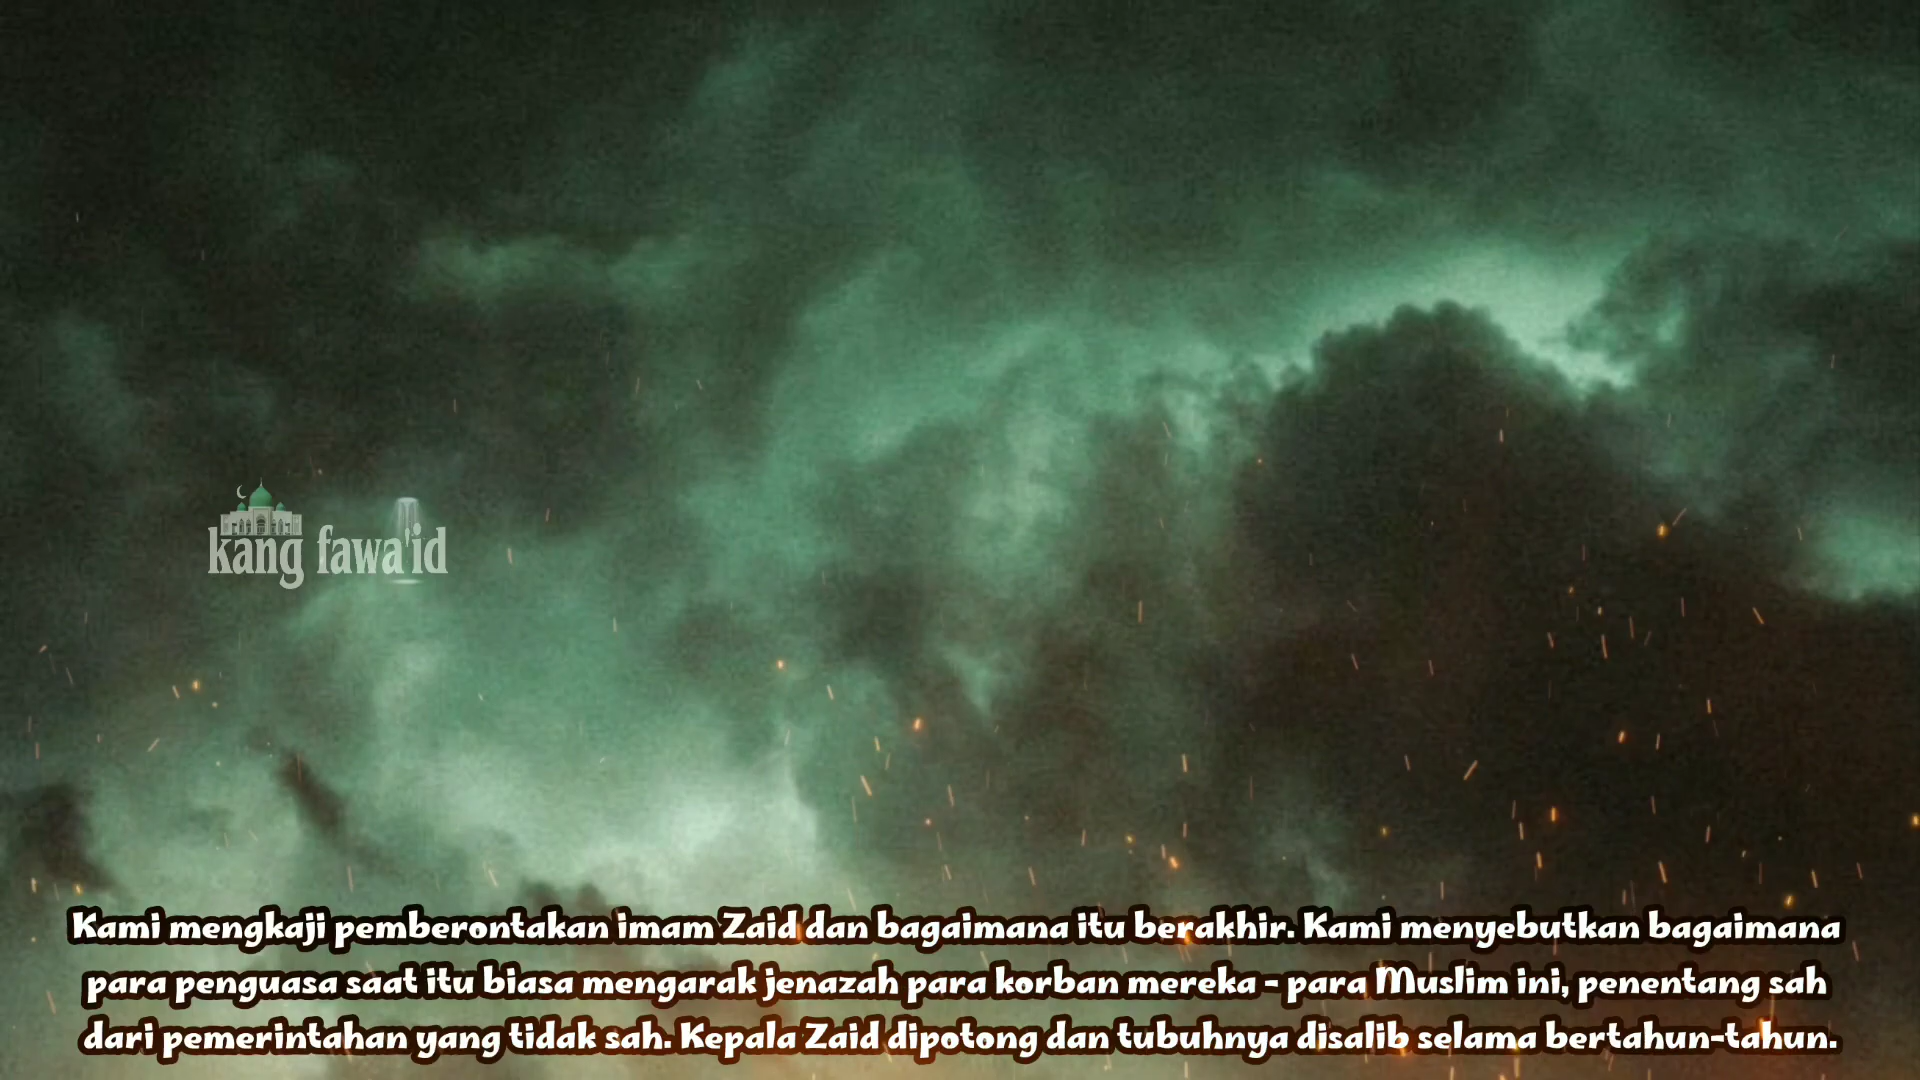 kang fawa'id
Kami mengkaji pemberontakan imam Zaid dan bagaimana itu berakhir. Kami menyebutkan bagaimana
para penguasa saat itu biasa mengarak jenazah para korban mereka - para Muslim ini, penentang sah
dari pemerintahan yang tidak sah. Kepala Zaid dipotong dan tubuhnya disalib selama bertahun-tahun.